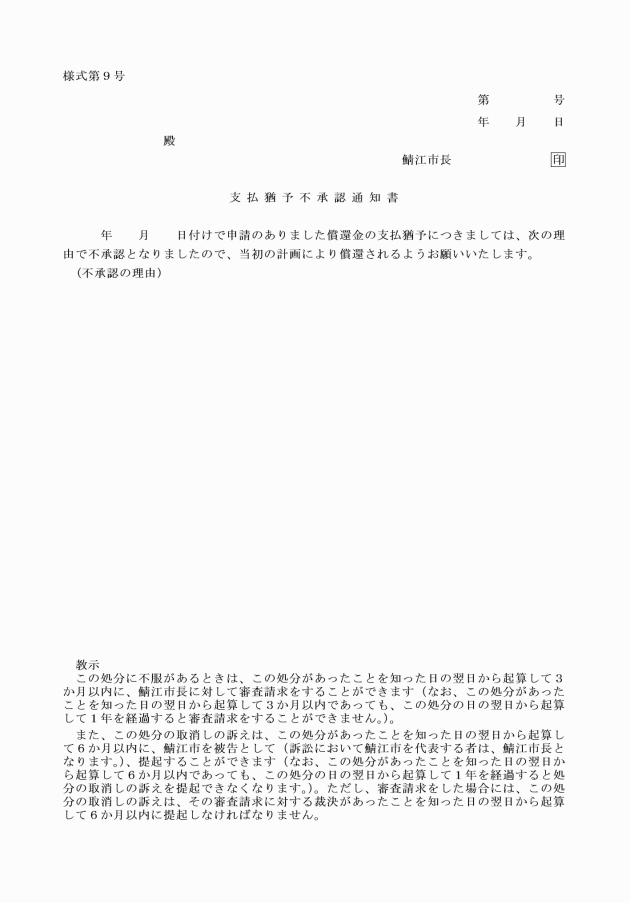 様式第９号
第　　　　　号
年　　月　　日
殿
鯖江市長　　　　　　　　印
支払猶予不承認通知書
年　　月　　日付けで申請のありました償還金の支払猶予につきましては、次の理
由で不承認となりましたので、当初の計画により償還されるようお願いいたします。
（不承認の理由）
教示
この処分に不服があるときは、この処分があったことを知った日の翌日から起算して３
か月以内に、鯖江市長に対して審査請求をすることができます（なお、この処分があった
ことを知った日の翌日から起算して３か月以内であっても、この処分の日の翌日から起算
して１年を経過すると審査請求をすることができません。）。
また、この処分の取消しの訴えは、この処分があったことを知った日の翌日から起算し
て６か月以内に、鯖江市を被告として（訴訟において鯖江市を代表する者は、鯖江市長と
なります。）、提起することができます（なお、この処分があったことを知った日の翌日か
ら起算して６か月以内であっても、この処分の日の翌日から起算して１年を経過すると処
分の取消しの訴えを提起できなくなります。）。ただし、審査請求をした場合には、この処
分の取消しの訴えは、その審査請求に対する裁決があったことを知った日の翌日から起算
して６か月以内に提起しなければなりません。